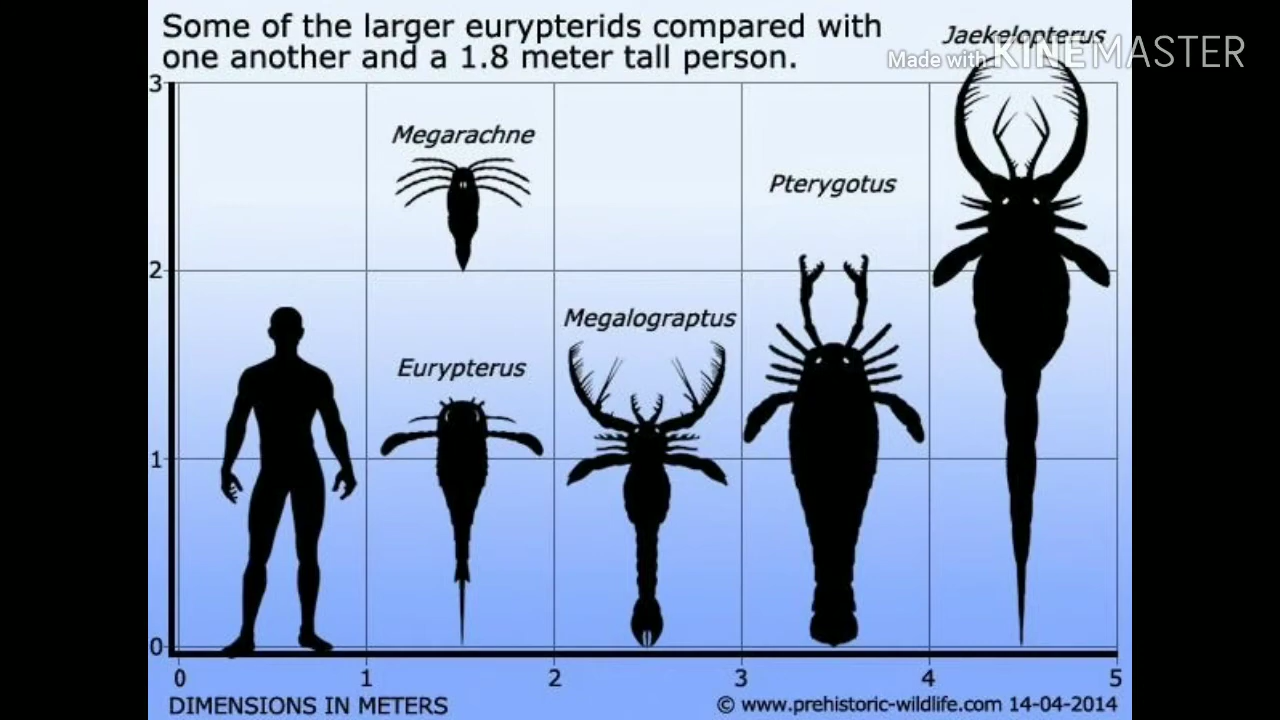 Some of the larger eurypterids compared with
one another and a 1.8 meter tall person.
Jaekelopterus
Made with KINEMASTER
3
Megarachne
Pterygotus
2
Megalograptus
Eurypterus
1
0
0 1 2 3 4 5
DIMENSIONS IN METERS © www.prehistoric-wildlife.com 14-04-2014